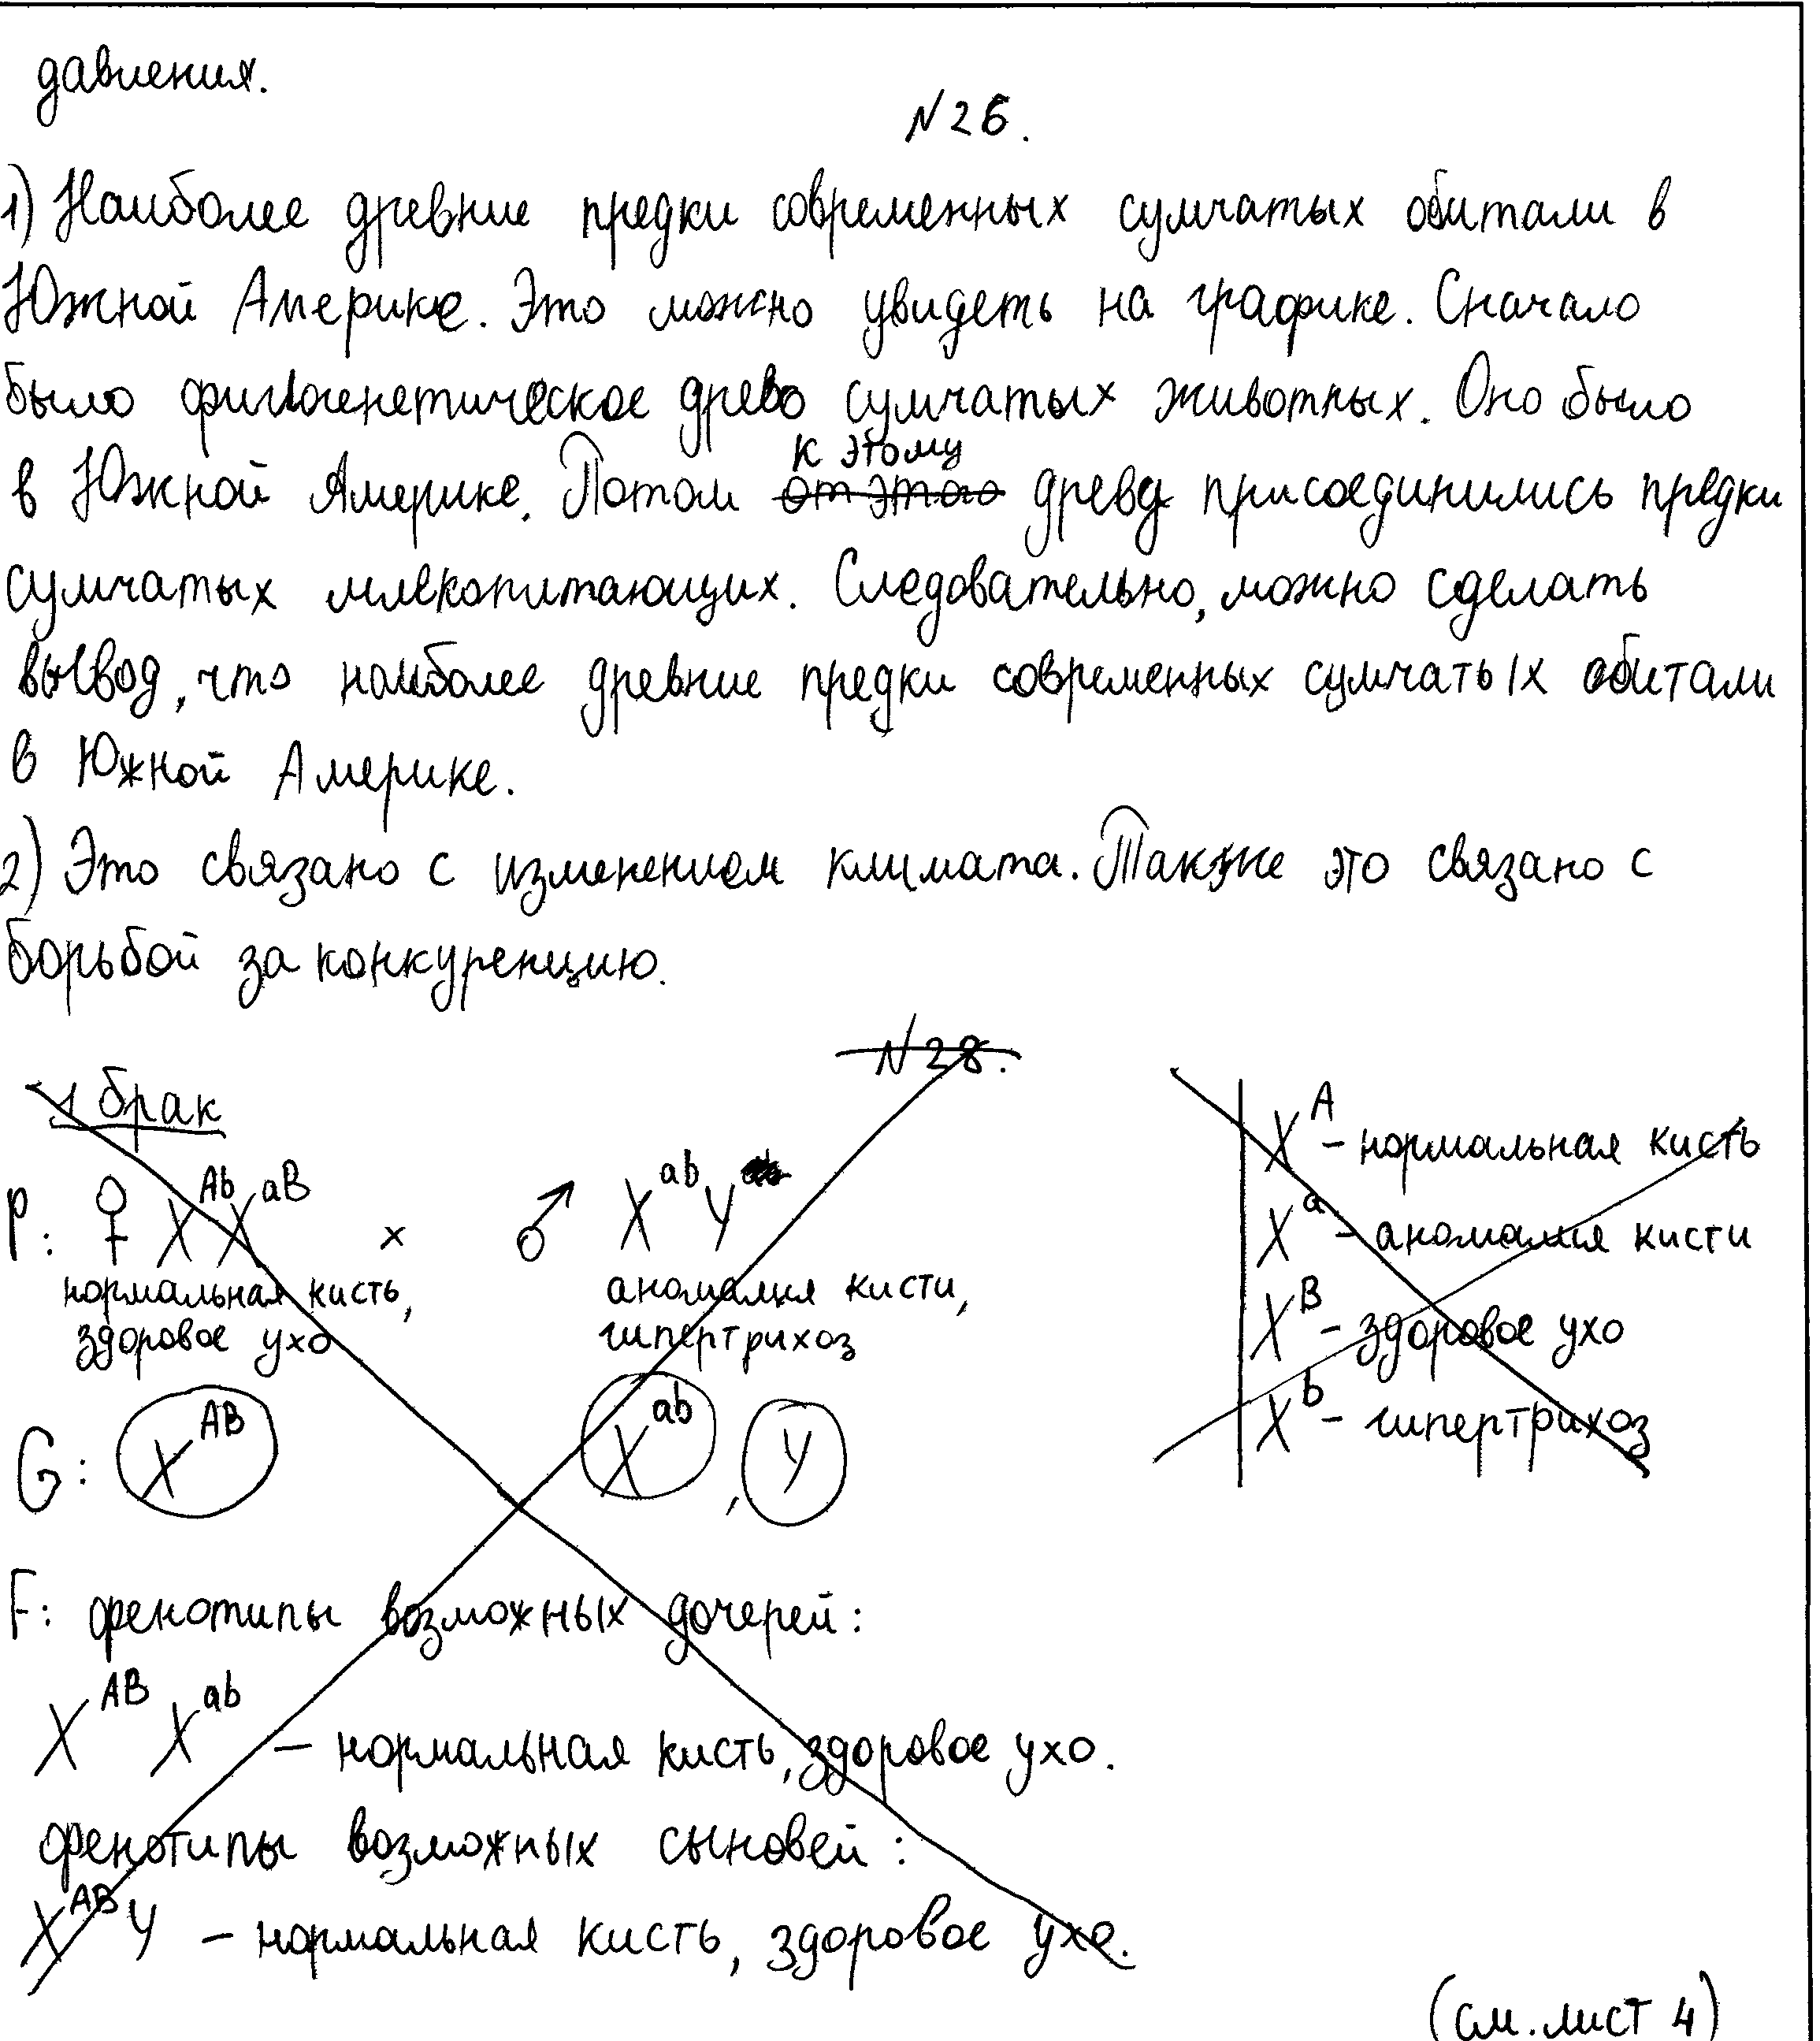 давления.
№26.
1) Наиболее древние предки современных сумчатых обитали в
Южной Америке. Это можно увидеть на графике. Сначало
было филогенетическое древо сумчатых животных. Оно было
к этому
в Южной Америке. Потом от этого древу присоединились предки
сумчатых млекопитающих. Следовательно, можно сделать
вывод, что наиболее древние предки современных сумчатых обитали
в Южной Америке.
2) Это связано с изменением климата. Также это связано с
борьбой за конкуренцию.
№28.
1 брак
P: ♀ X^Ab X^aB × ♂ X^ab Y
нормальная кисть, аномалия кисти,
здоровое ухо гипертрихоз
G: X^AB X^ab, Y
F: фенотипы возможных дочерей:
X^AB X^ab – нормальная кисть, здоровое ухо.
фенотипы возможных сыновей:
X^AB Y – нормальная кисть, здоровое ухо.
X^A – нормальная кисть
X^a – аномалия кисти
X^B – здоровое ухо
X^b – гипертрихоз
(см. лист 4)